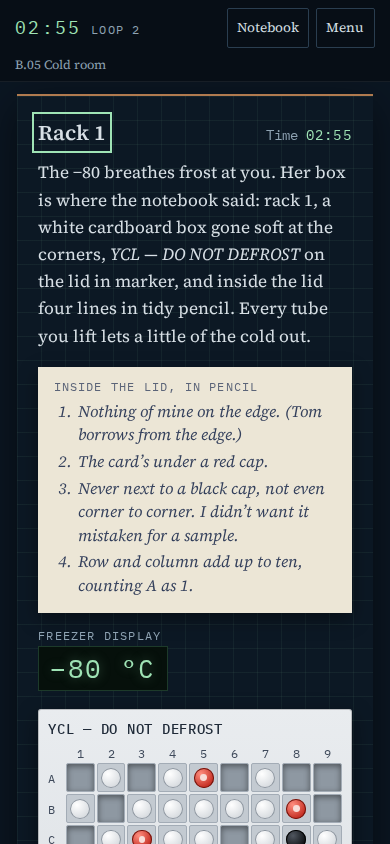 02:55 LOOP 2
Notebook
Menu
B.05 Cold room
Rack 1
Time 02:55
The −80 breathes frost at you. Her box
is where the notebook said: rack 1, a
white cardboard box gone soft at the
corners, YCL — DO NOT DEFROST on
the lid in marker, and inside the lid
four lines in tidy pencil. Every tube
you lift lets a little of the cold out.
INSIDE THE LID, IN PENCIL
1. Nothing of mine on the edge. (Tom
borrows from the edge.)
2. The card’s under a red cap.
3. Never next to a black cap, not even
corner to corner. I didn’t want it
mistaken for a sample.
4. Row and column add up to ten,
counting A as 1.
FREEZER DISPLAY
−80 °C
YCL — DO NOT DEFROST
1 2 3 4 5 6 7 8 9
A
B
C